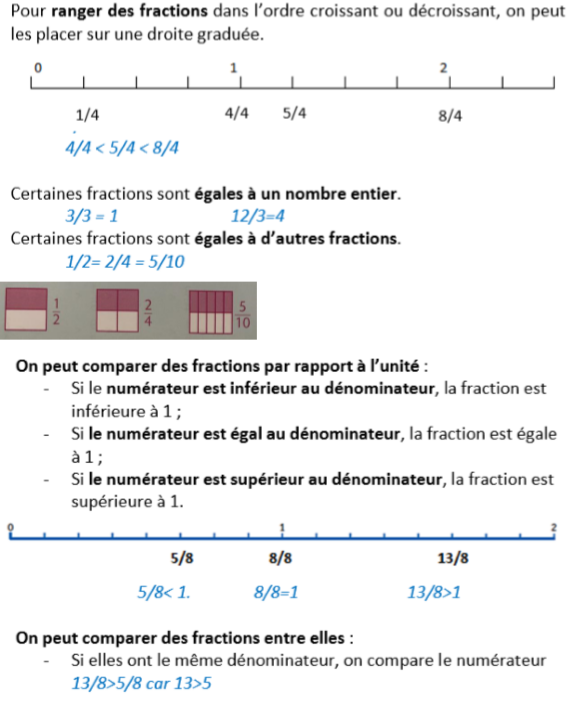 Pour ranger des fractions dans l'ordre croissant ou décroissant, on peut
les placer sur une droite graduée.
0 1 2
1/4 4/4 5/4 8/4
4/4 < 5/4 < 8/4
Certaines fractions sont égales à un nombre entier.
3/3 = 1 12/3=4
Certaines fractions sont égales à d'autres fractions.
1/2= 2/4 = 5/10
1/2 2/4 5/10
On peut comparer des fractions par rapport à l'unité :
- Si le numérateur est inférieur au dénominateur, la fraction est
inférieure à 1 ;
- Si le numérateur est égal au dénominateur, la fraction est égale
à 1 ;
- Si le numérateur est supérieur au dénominateur, la fraction est
supérieure à 1.
0 1 2
5/8 8/8 13/8
5/8< 1. 8/8=1 13/8>1
On peut comparer des fractions entre elles :
- Si elles ont le même dénominateur, on compare le numérateur
13/8>5/8 car 13>5